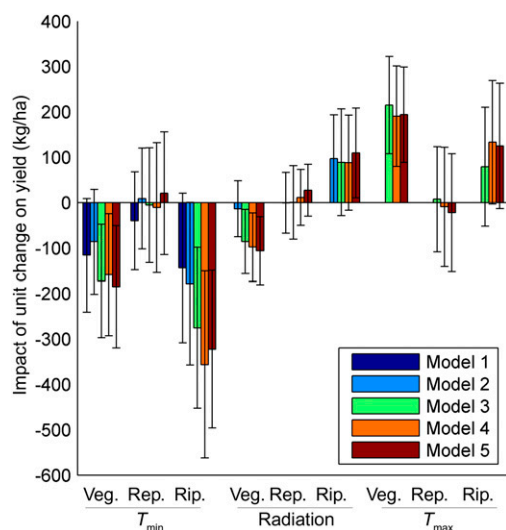 Impact of unit change on yield (kg/ha)
400
300
200
100
0
-100
-200
-300
-400
-500
-600
Model 1
Model 2
Model 3
Model 4
Model 5
Veg. Rep. Rip. Veg. Rep. Rip. Veg. Rep. Rip.
Tmin Radiation Tmax